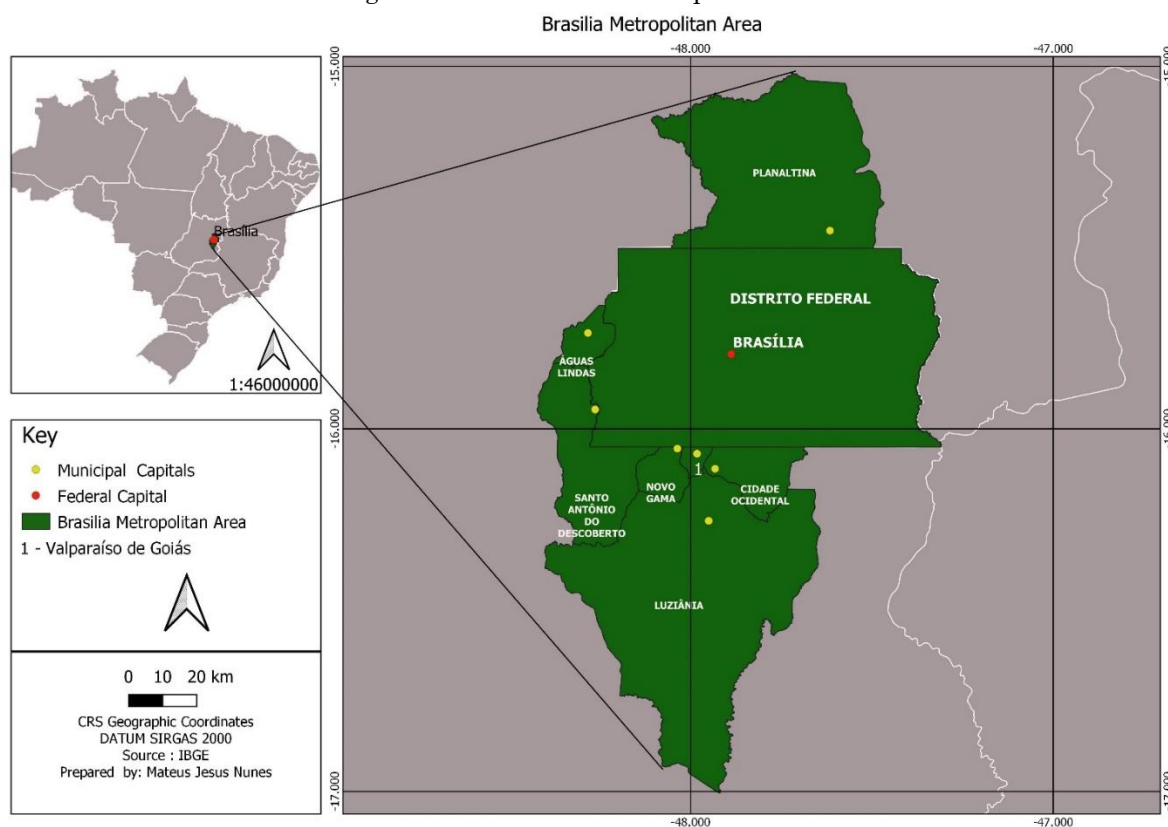 Brasilia Metropolitan Area
-48.000
-47.000
-15.000
-15.000
Brasília
1:46000000
PLANALTINA
DISTRITO FEDERAL
BRASÍLIA
ÁGUAS
LINDAS
-16.000
-16.000
1
NOVO
GAMA
CIDADE
OCIDENTAL
SANTO
ANTÔNIO
DO
DESCOBERTO
LUZIÂNIA
Key
Municipal Capitals
Federal Capital
Brasilia Metropolitan Area
1 - Valparaíso de Goiás
0 10 20 km
CRS Geographic Coordinates
DATUM SIRGAS 2000
Source : IBGE
Prepared by: Mateus Jesus Nunes
-17.000
-17.000
-48.000
-47.000